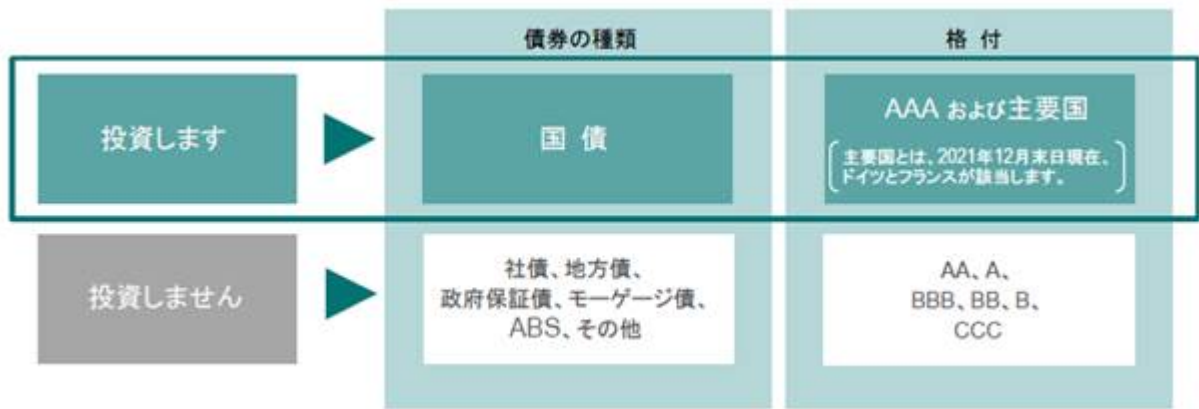 債券の種類
格 付
投資します
国 債
AAA および主要国
主要国とは、2021年12月末日現在、
ドイツとフランスが該当します。
投資しません
社債、地方債、
政府保証債、モーゲージ債、
ABS、その他
AA、A、
BBB、BB、B、
CCC